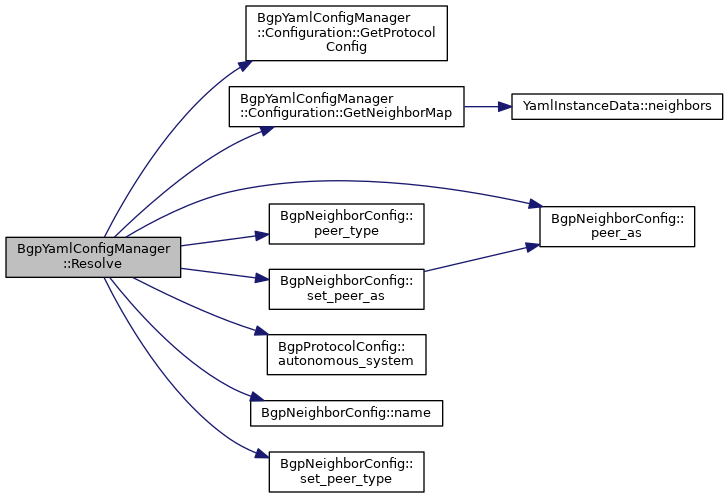 BgpYamlConfigManager
::Configuration::GetProtocol
Config
BgpYamlConfigManager
::Configuration::GetNeighborMap
YamlInstanceData::neighbors
BgpNeighborConfig::
peer_type
BgpNeighborConfig::
peer_as
BgpYamlConfigManager
::Resolve
BgpNeighborConfig::
set_peer_as
BgpProtocolConfig::
autonomous_system
BgpNeighborConfig::name
BgpNeighborConfig::
set_peer_type